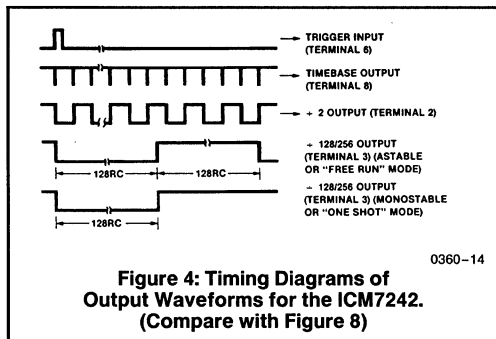 TRIGGER INPUT
(TERMINAL 6)
TIMEBASE OUTPUT
(TERMINAL 8)
÷ 2 OUTPUT (TERMINAL 2)
÷ 128/256 OUTPUT
(TERMINAL 3) (ASTABLE
OR "FREE RUN" MODE)
128RC
128RC
÷ 128/256 OUTPUT
(TERMINAL 3) (MONOSTABLE
OR "ONE SHOT" MODE)
128RC
0360–14
Figure 4: Timing Diagrams of
Output Waveforms for the ICM7242.
(Compare with Figure 8)